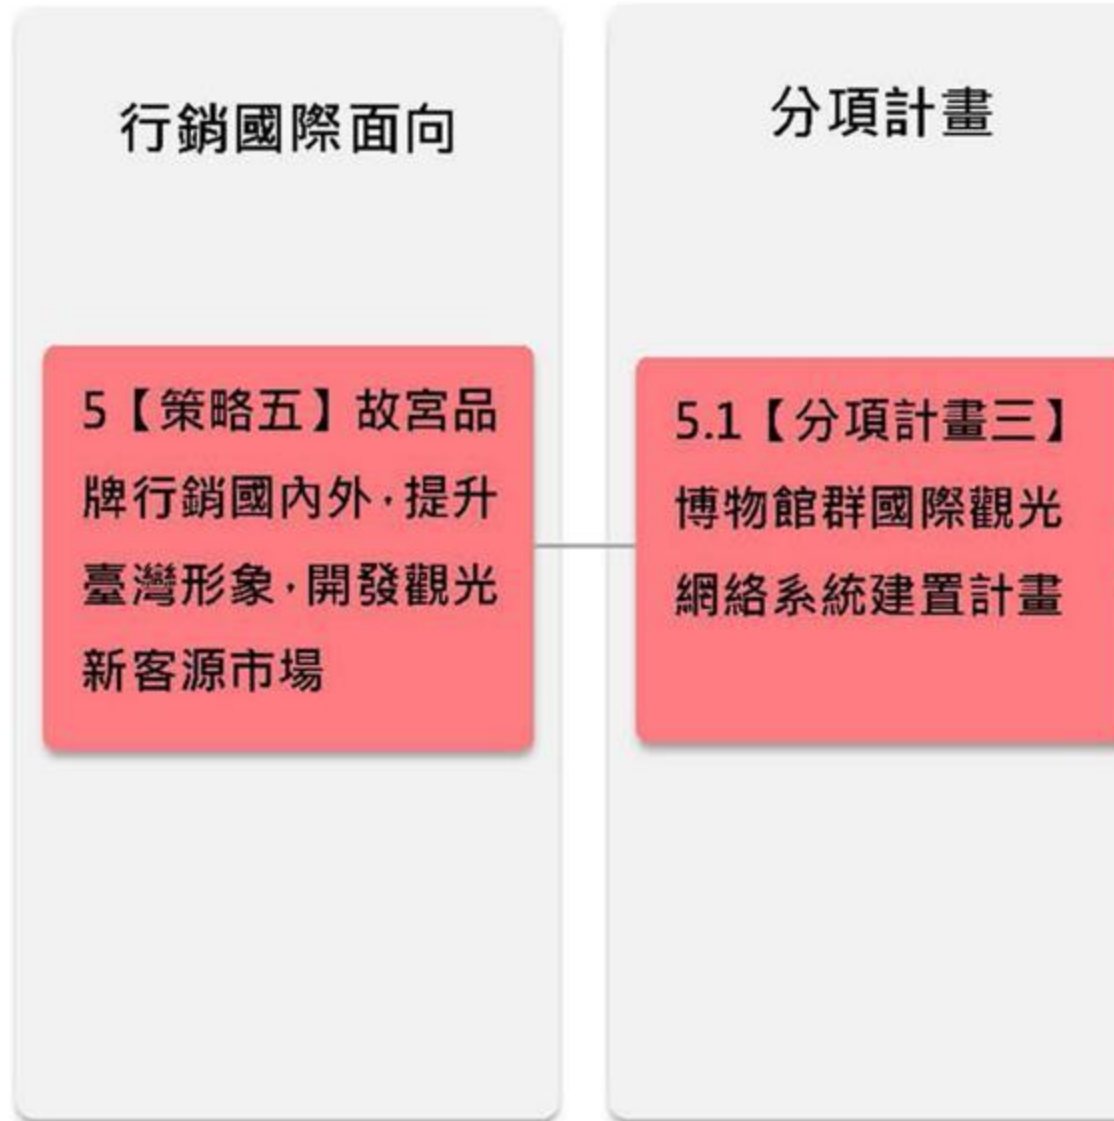 行銷國際面向
5【策略五】故宮品
牌行銷國內外,提升
臺灣形象,開發觀光
新客源市場
分項計畫
5.1【分項計畫三】
博物館群國際觀光
網絡系統建置計畫